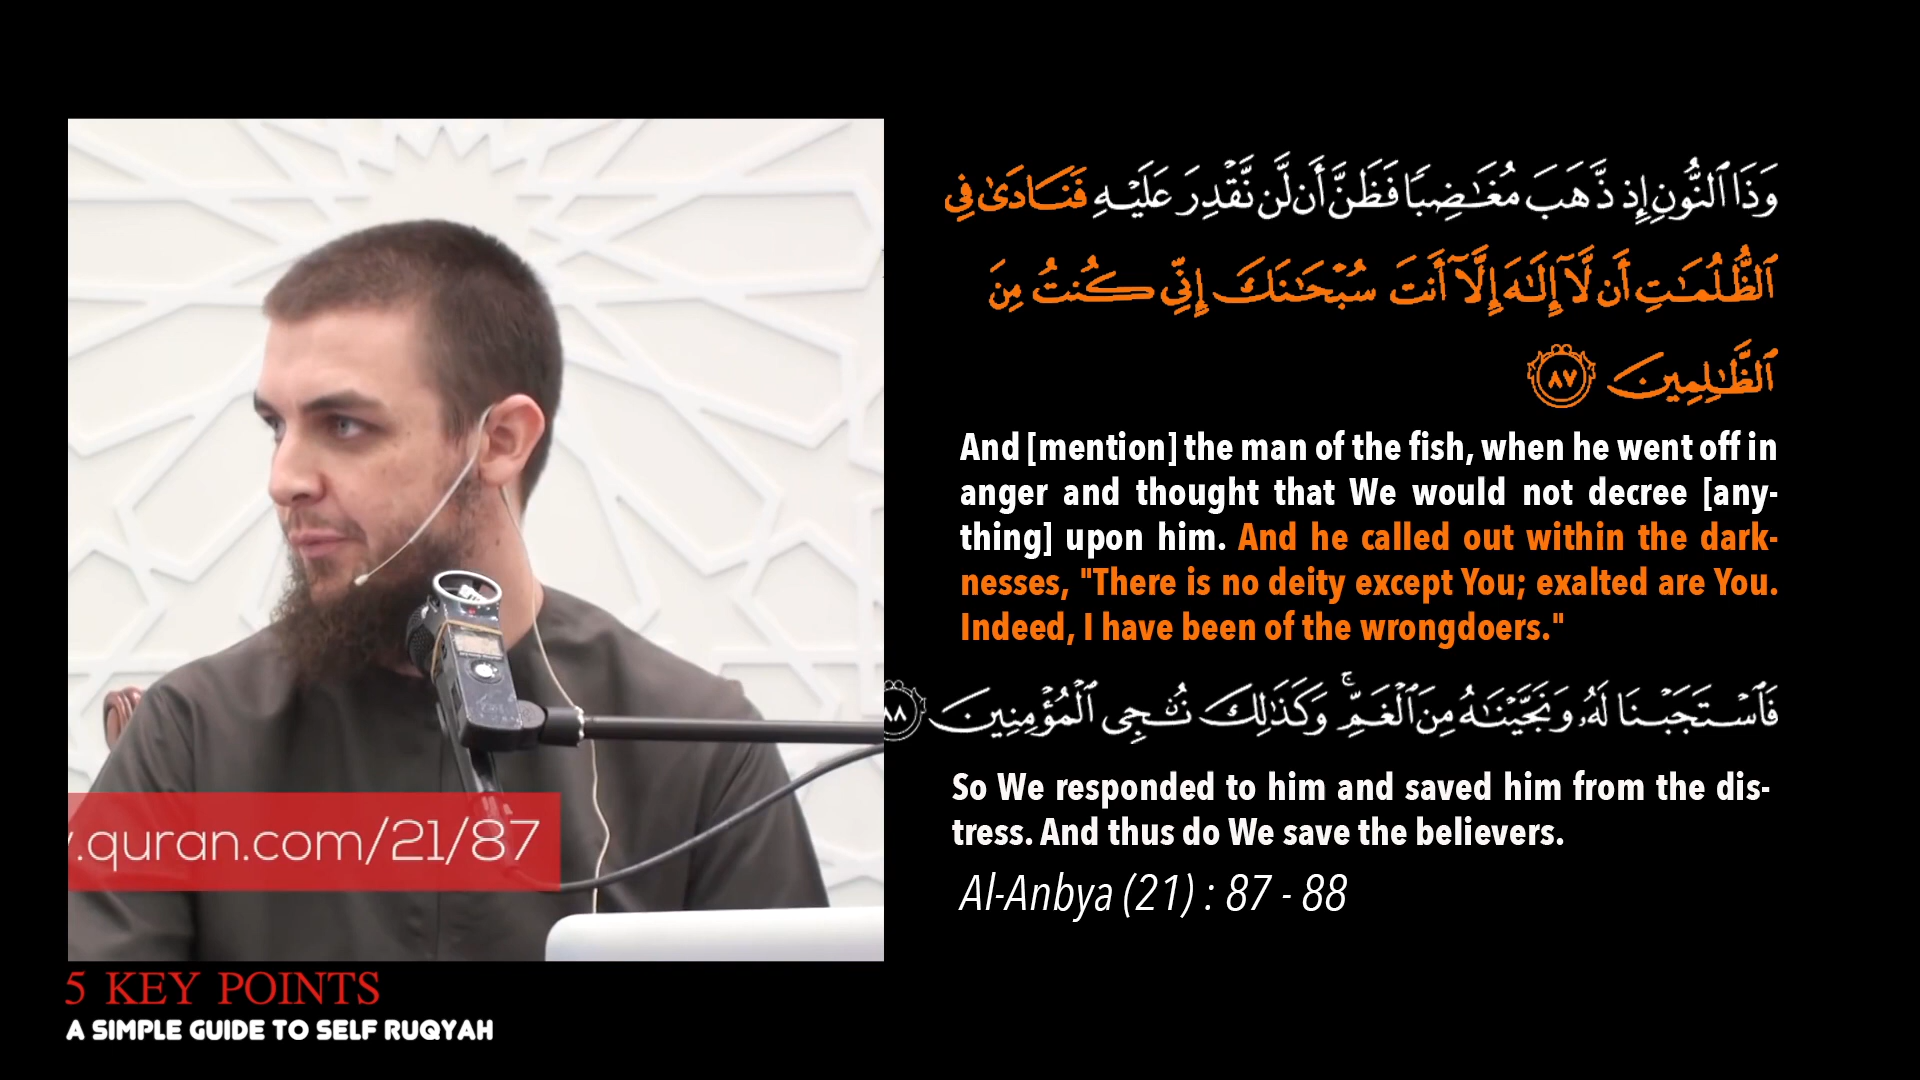 وَذَا ٱلنُّونِ إِذ ذَّهَبَ مُغَٰضِبًا فَظَنَّ أَن لَّن نَّقْدِرَ عَلَيْهِ فَنَادَىٰ فِى
ٱلظُّلُمَٰتِ أَن لَّآ إِلَٰهَ إِلَّآ أَنتَ سُبْحَٰنَكَ إِنِّى كُنتُ مِنَ
ٱلظَّٰلِمِينَ ٨٧
And [mention] the man of the fish, when he went off in
anger and thought that We would not decree [any-
thing] upon him. And he called out within the dark-
nesses, "There is no deity except You; exalted are You.
Indeed, I have been of the wrongdoers."
فَٱسْتَجَبْنَا لَهُۥ وَنَجَّيْنَٰهُ مِنَ ٱلْغَمِّ ۚ وَكَذَٰلِكَ نُـۨجِى ٱلْمُؤْمِنِينَ ٨٨
So We responded to him and saved him from the dis-
tress. And thus do We save the believers.
Al-Anbya (21) : 87 - 88
.quran.com/21/87
5 KEY POINTS
A SIMPLE GUIDE TO SELF RUQYAH